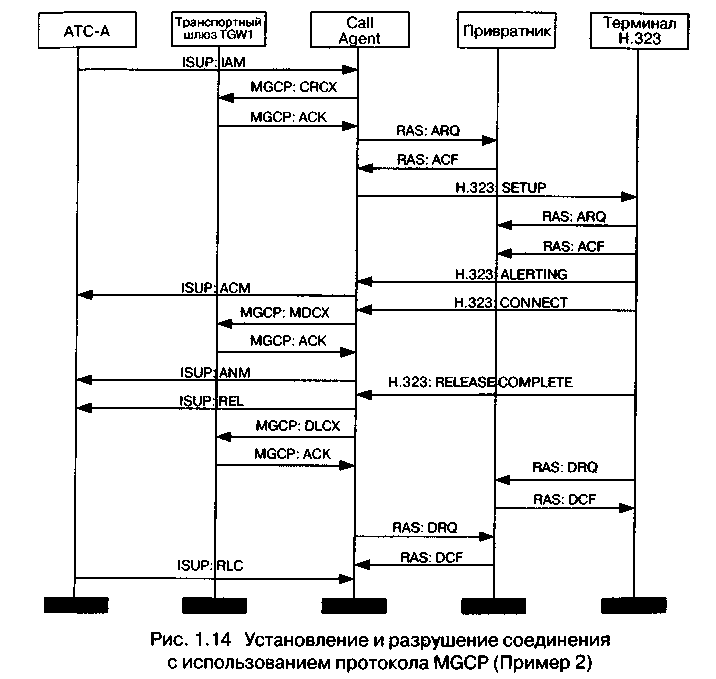 АТС-А
Транспортный
шлюз TGW1
Call
Agent
Привратник
Терминал
H.323
ISUP: IAM
MGCP: CRCX
MGCP: ACK
RAS: ARQ
RAS: ACF
H.323: SETUP
RAS: ARQ
RAS: ACF
H.323: ALERTING
ISUP: ACM
H.323: CONNECT
MGCP: MDCX
MGCP: ACK
ISUP: ANM
H.323: RELEASE COMPLETE
ISUP: REL
MGCP: DLCX
MGCP: ACK
RAS: DRQ
RAS: DCF
RAS: DRQ
RAS: DCF
ISUP: RLC
Рис. 1.14 Установление и разрушение соединения
с использованием протокола MGCP (Пример 2)